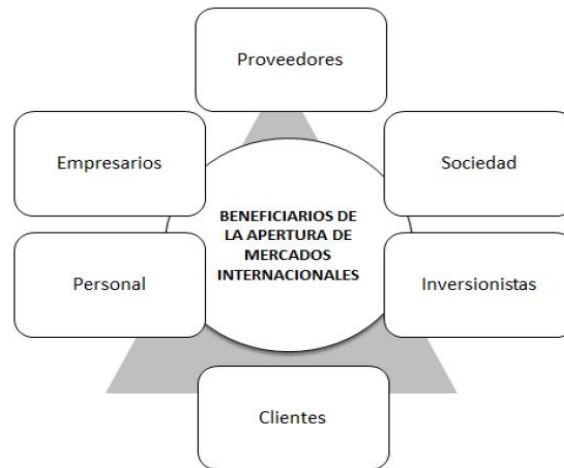 Proveedores
Empresarios
Sociedad
BENEFICIARIOS DE
LA APERTURA DE
MERCADOS
INTERNACIONALES
Personal
Inversionistas
Clientes